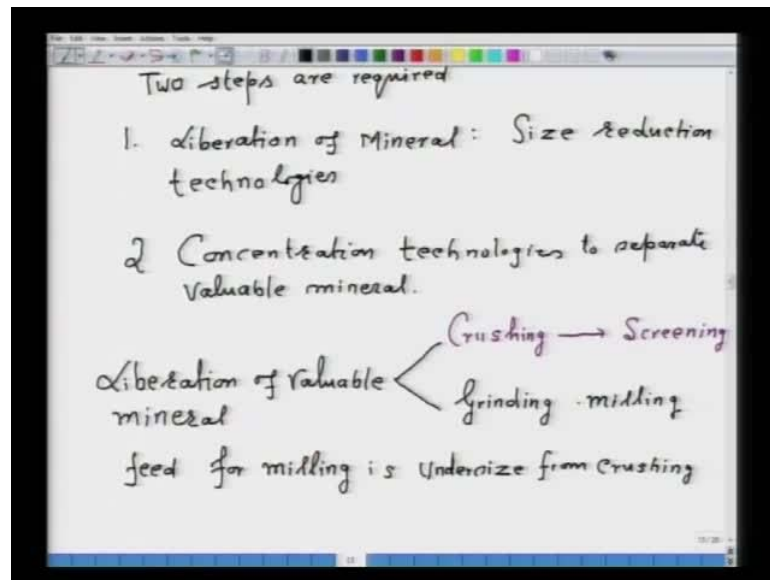 Two steps are required
1. Liberation of Mineral: Size reduction
technologies
2 Concentration technologies to separate
valuable mineral.
Crushing → Screening
Liberation of valuable
mineral
Grinding milling
feed for milling is Undersize from Crushing